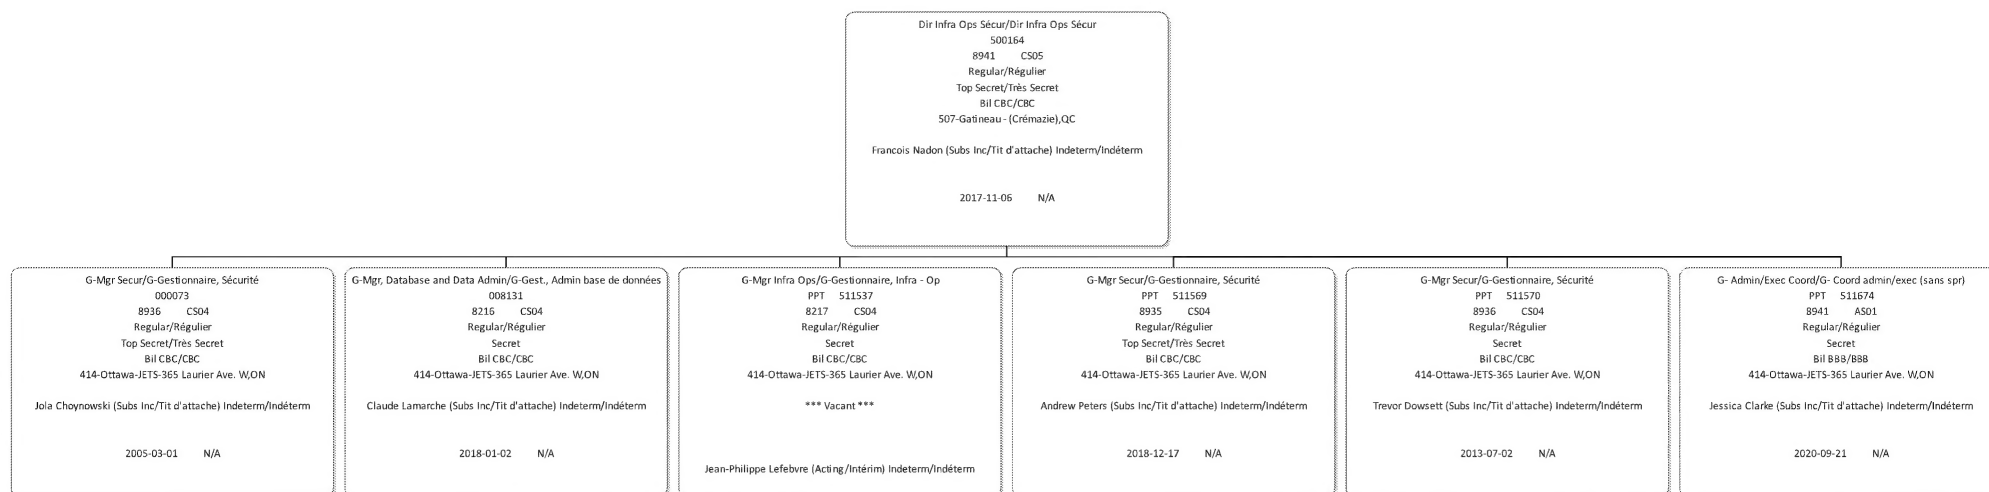 Dir Infra Ops Sécur/Dir Infra Ops Sécur
500164
8941 CS05
Regular/Régulier
Top Secret/Très Secret
Bil CBC/CBC
507-Gatineau - (Crémazie),QC
Francois Nadon (Subs Inc/Tit d'attache) Indeterm/Indéterm
2017-11-06 N/A
G-Mgr Secur/G-Gestionnaire, Sécurité
000073
8936 CS04
Regular/Régulier
Top Secret/Très Secret
Bil CBC/CBC
414-Ottawa-JETS-365 Laurier Ave. W,ON
Jola Choynowski (Subs Inc/Tit d'attache) Indeterm/Indéterm
2005-03-01 N/A
G-Mgr, Database and Data Admin/G-Gest., Admin base de données
008131
8216 CS04
Regular/Régulier
Secret
Bil CBC/CBC
414-Ottawa-JETS-365 Laurier Ave. W,ON
Claude Lamarche (Subs Inc/Tit d'attache) Indeterm/Indéterm
2018-01-02 N/A
G-Mgr Infra Ops/G-Gestionnaire, Infra - Op
PPT 511537
8217 CS04
Regular/Régulier
Secret
Bil CBC/CBC
414-Ottawa-JETS-365 Laurier Ave. W,ON
*** Vacant ***
Jean-Philippe Lefebvre (Acting/Intérim) Indeterm/Indéterm
G-Mgr Secur/G-Gestionnaire, Sécurité
PPT 511569
8935 CS04
Regular/Régulier
Top Secret/Très Secret
Bil CBC/CBC
414-Ottawa-JETS-365 Laurier Ave. W,ON
Andrew Peters (Subs Inc/Tit d'attache) Indeterm/Indéterm
2018-12-17 N/A
G-Mgr Secur/G-Gestionnaire, Sécurité
PPT 511570
8936 CS04
Regular/Régulier
Secret
Bil CBC/CBC
414-Ottawa-JETS-365 Laurier Ave. W,ON
Trevor Dowsett (Subs Inc/Tit d'attache) Indeterm/Indéterm
2013-07-02 N/A
G- Admin/Exec Coord/G- Coord admin/exec (sans spr)
PPT 511674
8941 AS01
Regular/Régulier
Secret
Bil BBB/BBB
414-Ottawa-JETS-365 Laurier Ave. W,ON
Jessica Clarke (Subs Inc/Tit d'attache) Indeterm/Indéterm
2020-09-21 N/A